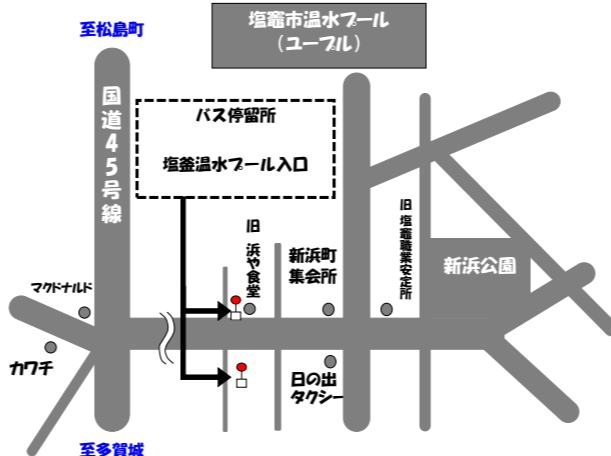 至松島町
塩竈市温水プール
(ユープル)
国道45号線
バス停留所
塩釜温水プール入口
旧 浜や食堂
新浜町
集会所
旧 塩竈職業安定所
新浜公園
マクドナルド
カワチ
日の出
タクシー
至多賀城